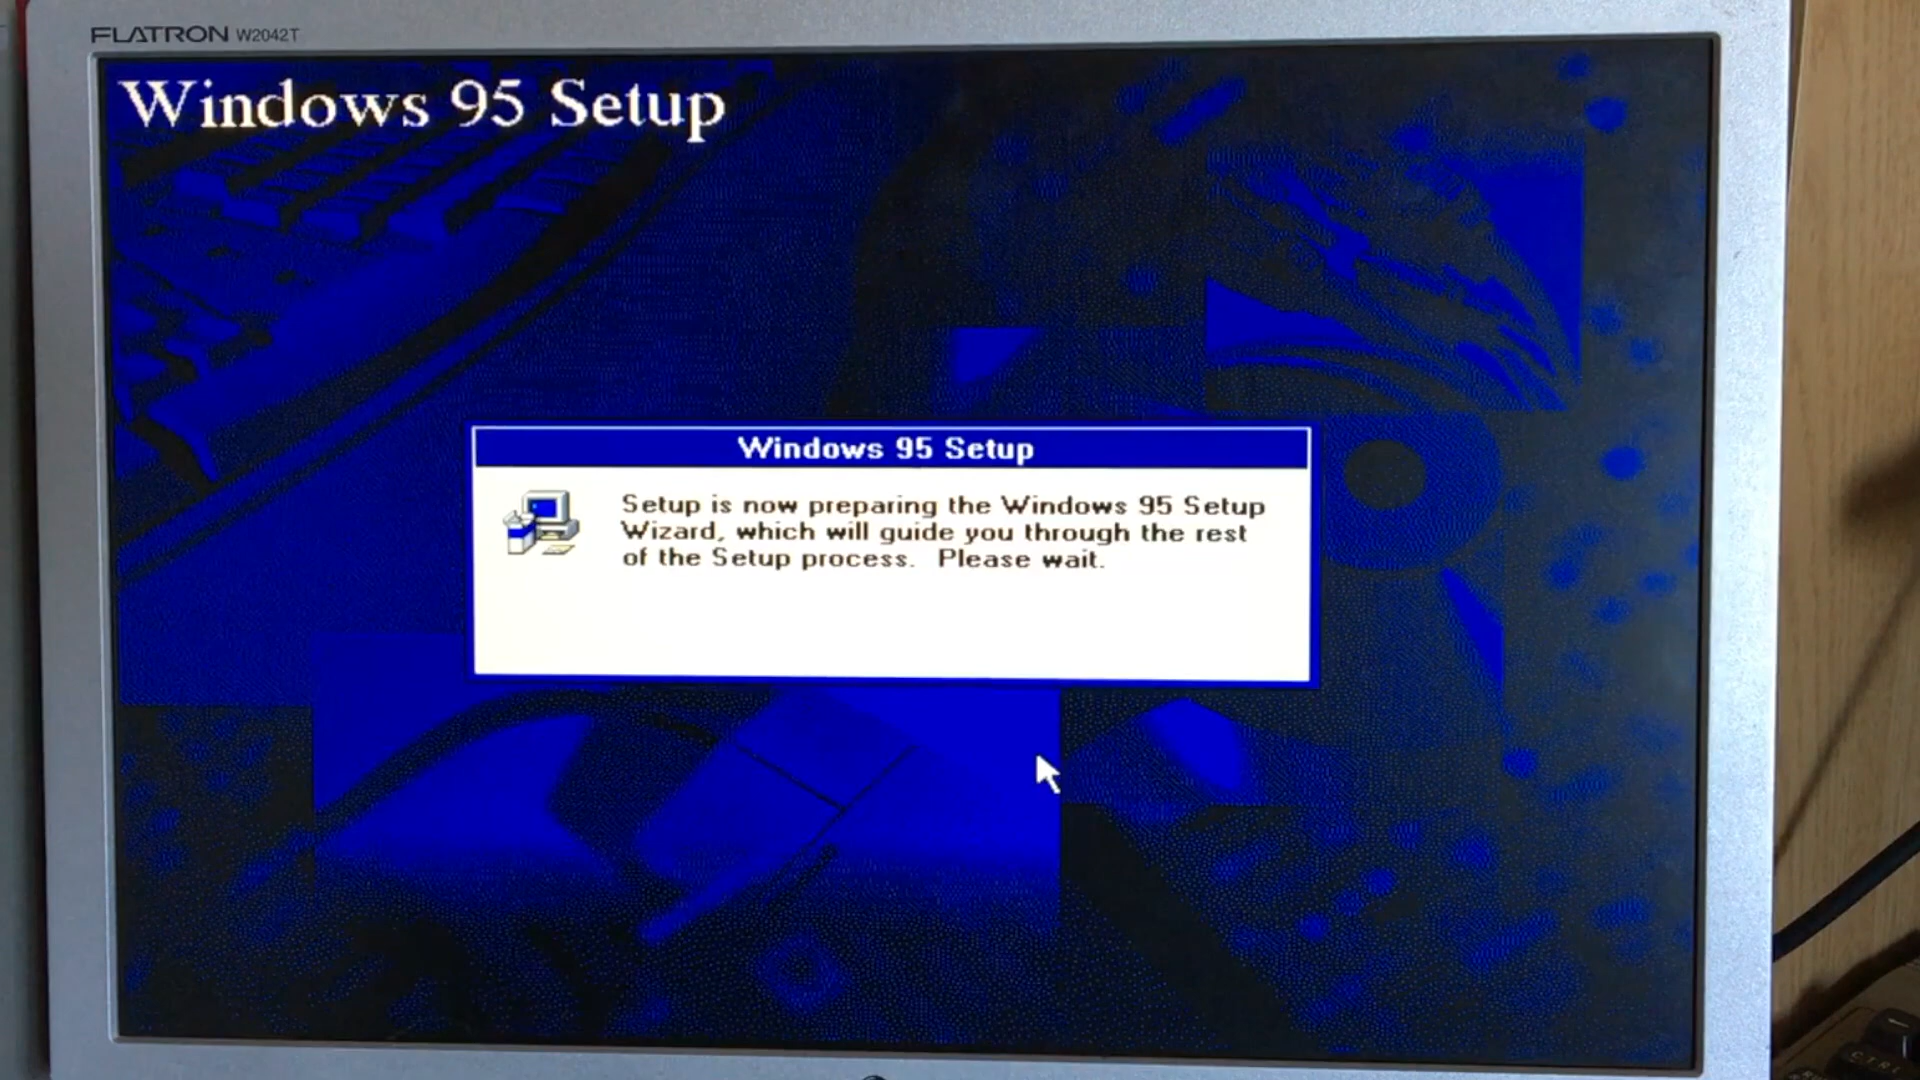 FLATRON W2042T
Windows 95 Setup
Windows 95 Setup
Setup is now preparing the Windows 95 Setup
Wizard, which will guide you through the rest
of the Setup process. Please wait.
CTRL